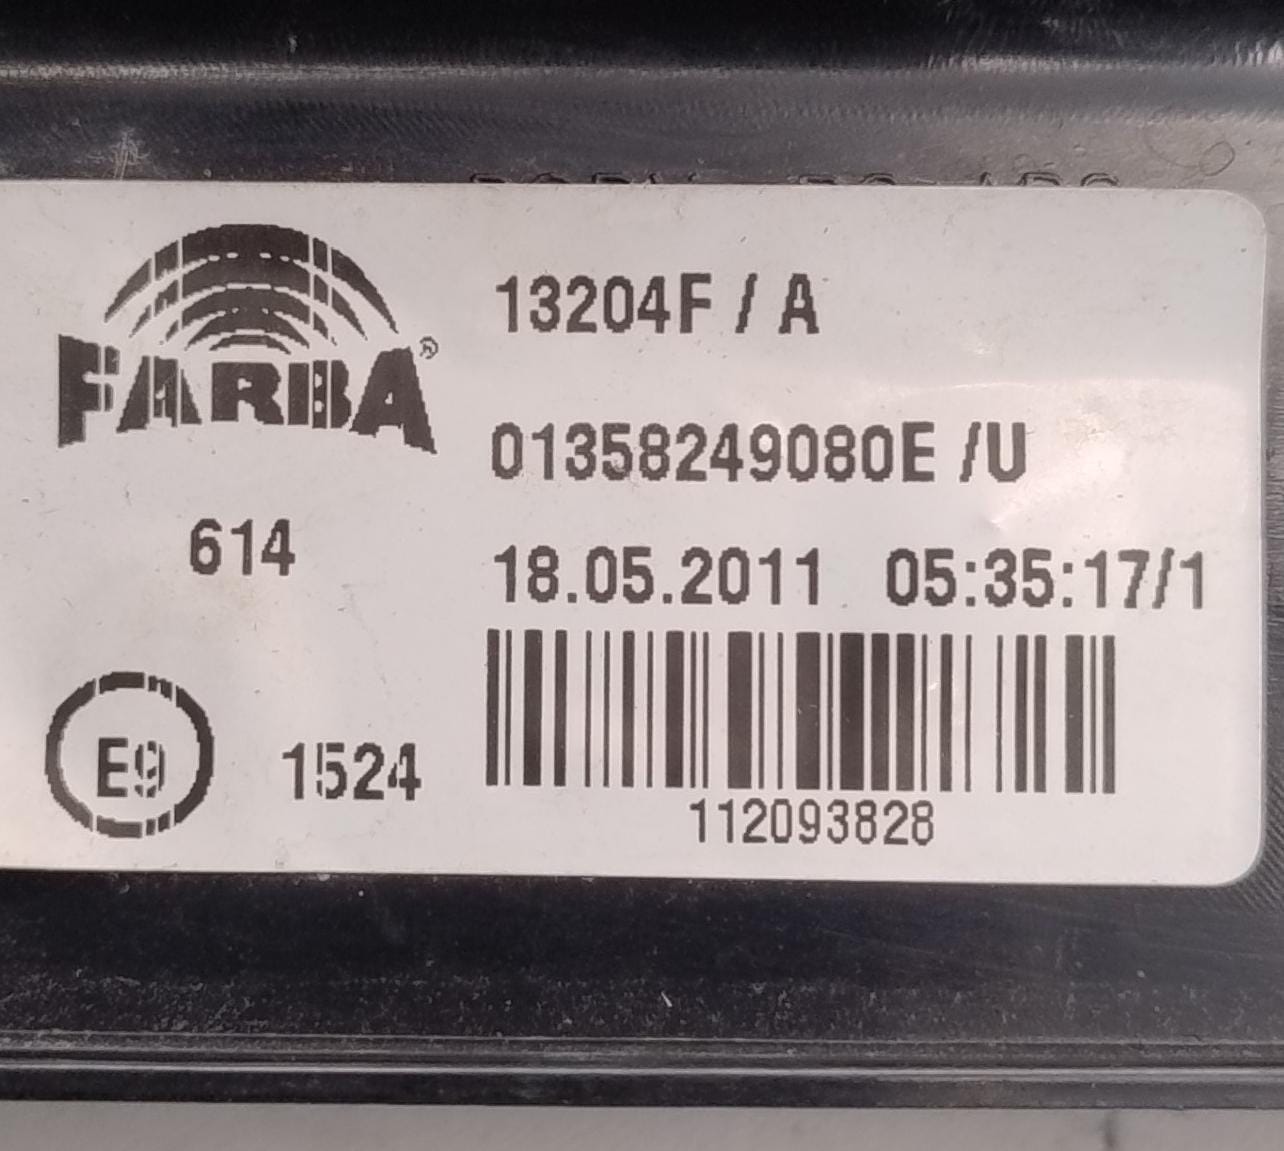 FARBA®
13204F / A
01358249080E /U
614
18.05.2011 05:35:17/1
E9
1524
112093828